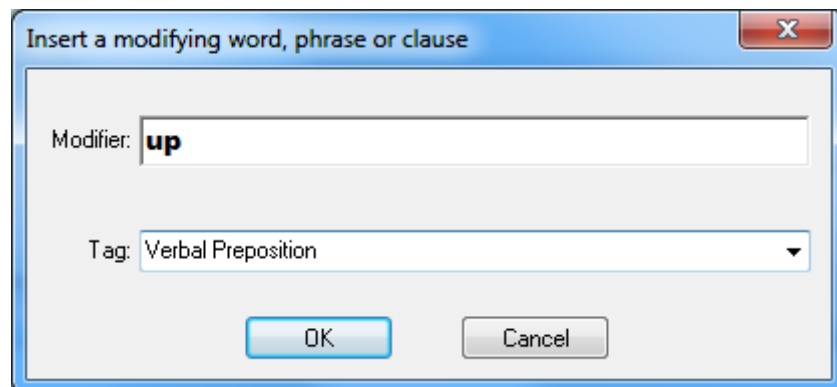 Insert a modifying word, phrase or clause
Modifier: up
Tag: Verbal Preposition
OK Cancel